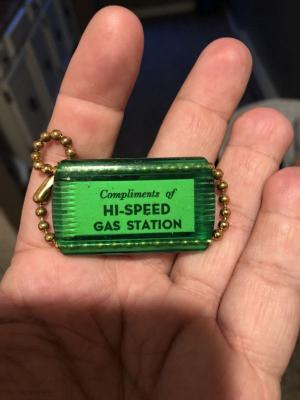 Compliments of
HI-SPEED
GAS STATION